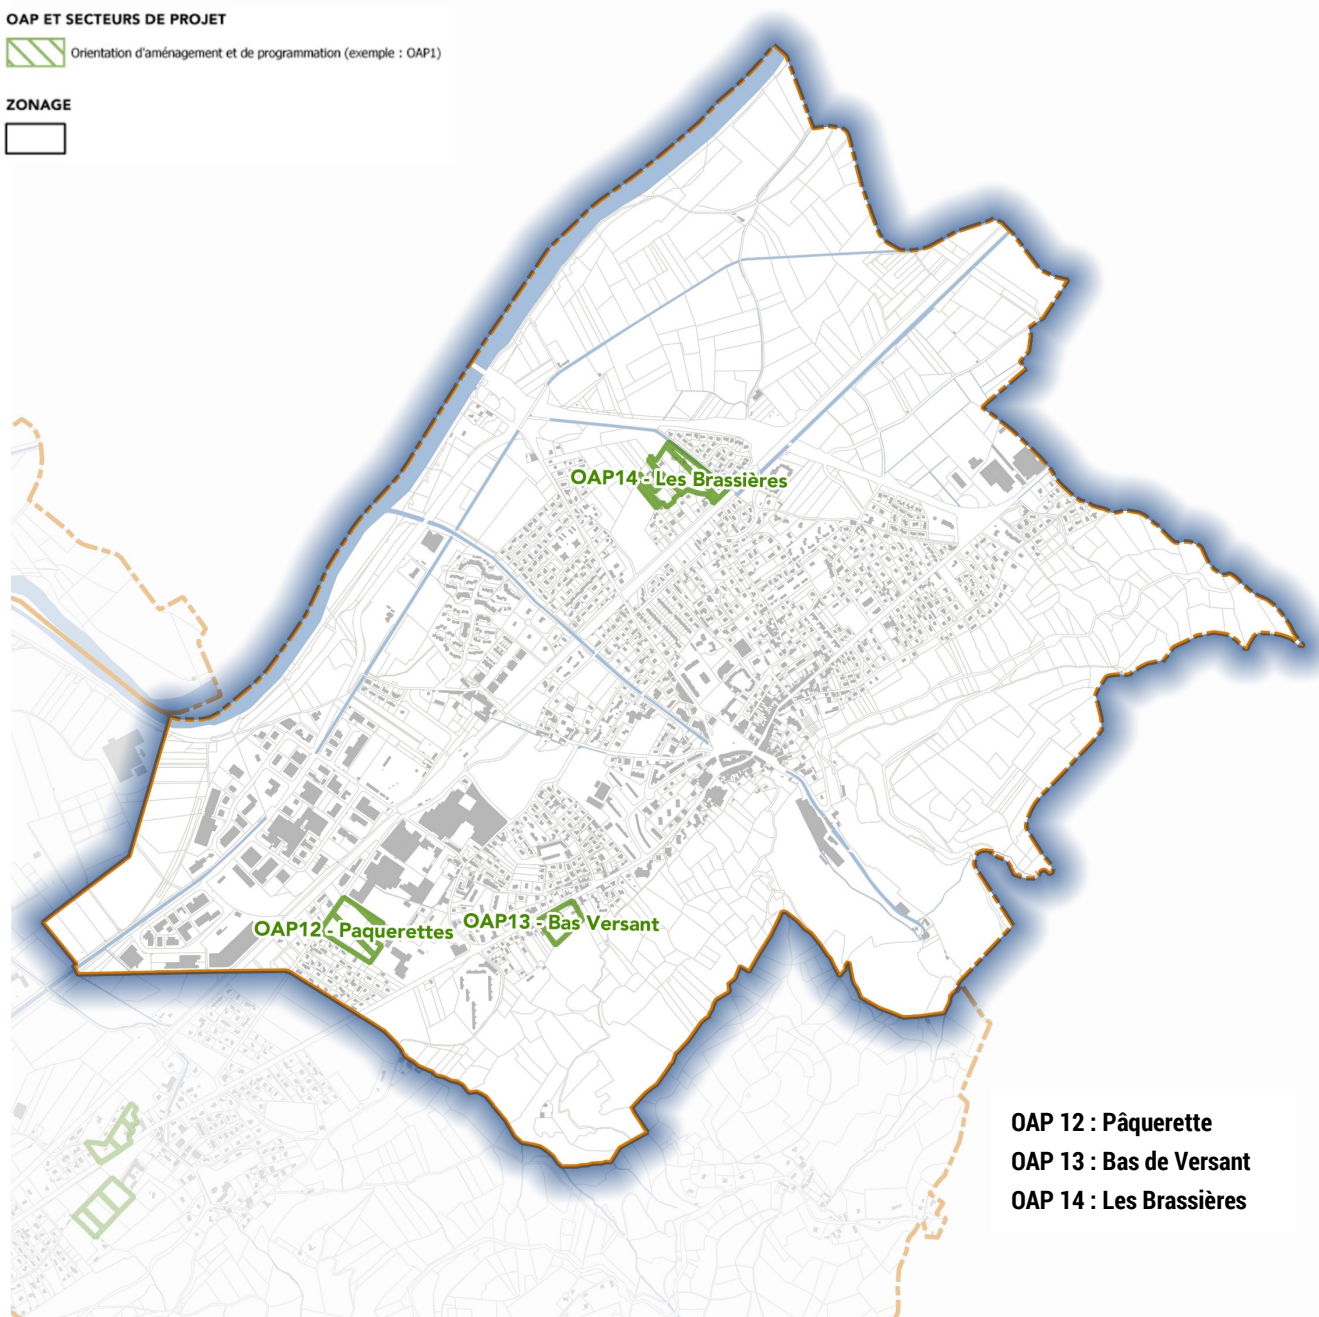 OAP ET SECTEURS DE PROJET
Orientation d'aménagement et de programmation (exemple : OAP1)
ZONAGE
OAP14 - Les Brassières
OAP12 - Paquerettes
OAP13 - Bas Versant
OAP 12 : Pâquerette
OAP 13 : Bas de Versant
OAP 14 : Les Brassières